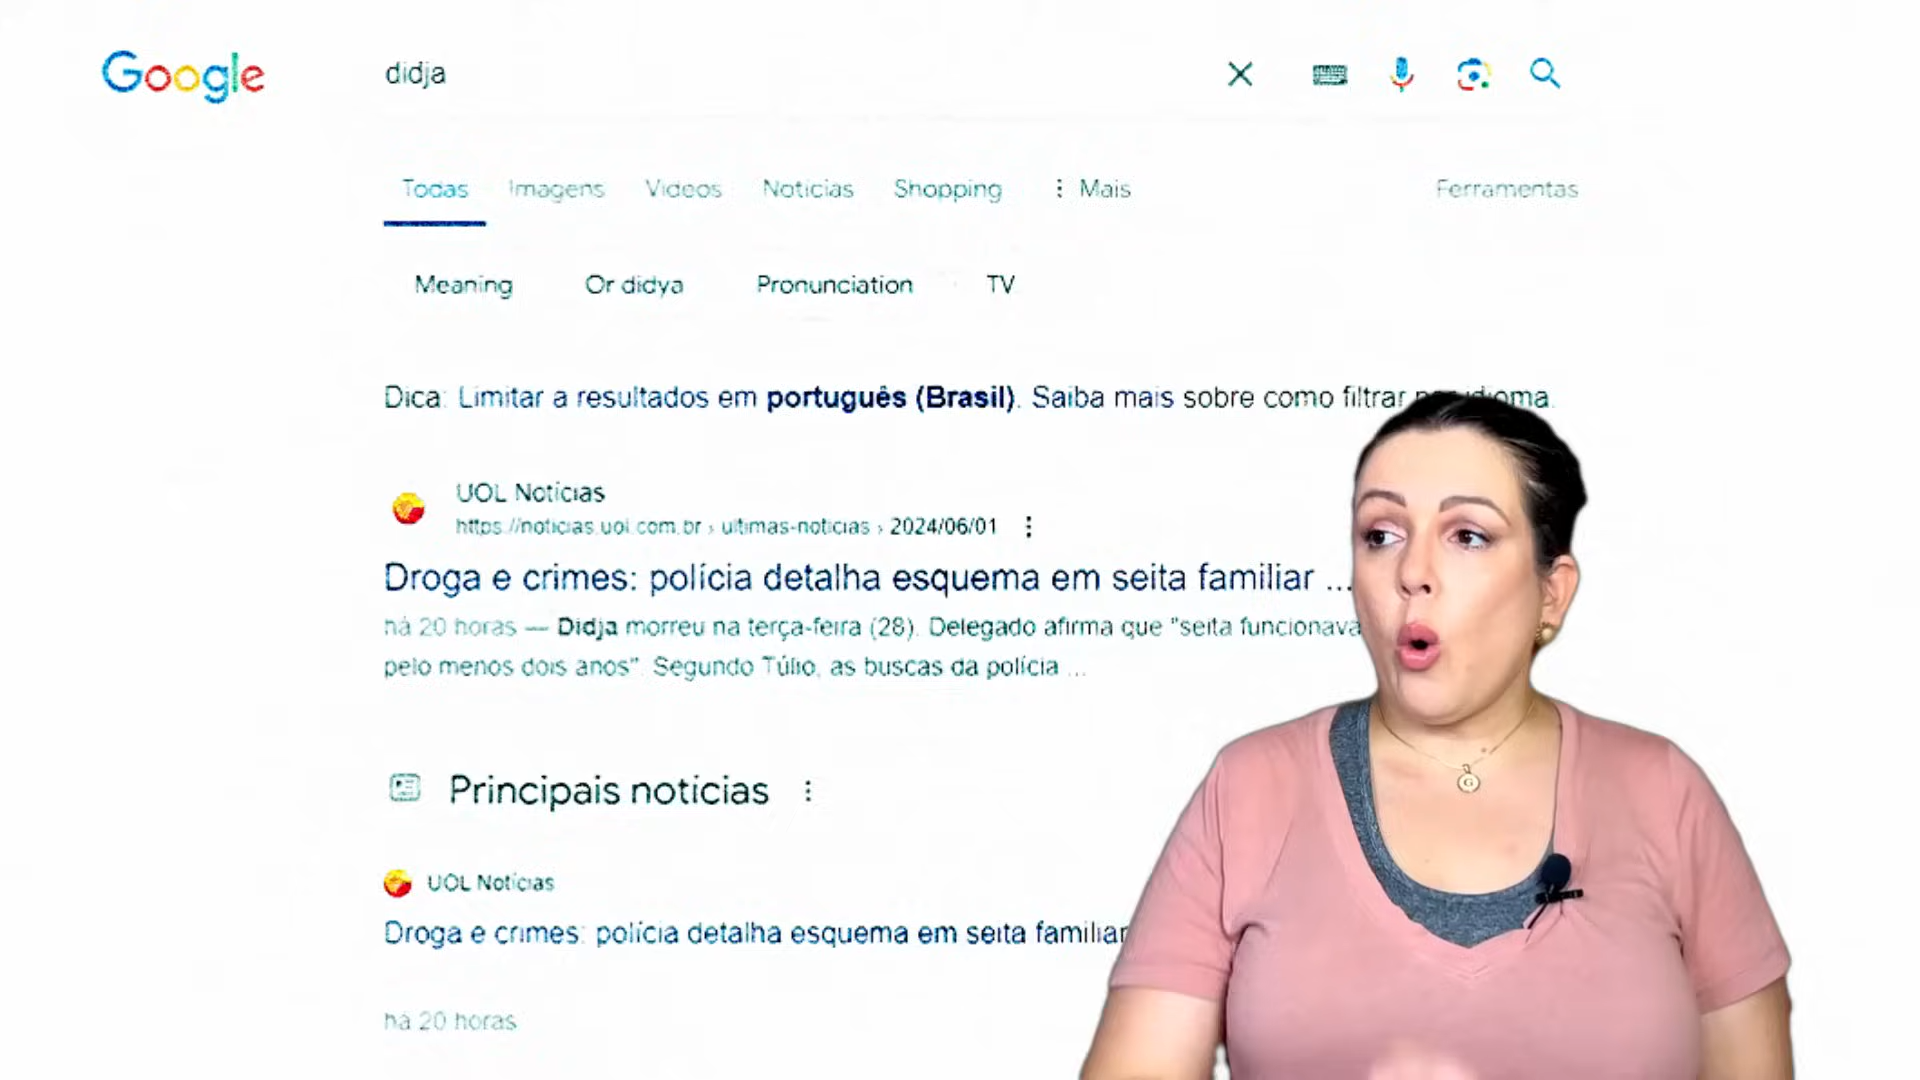 Google
didja
Todas Imagens Vídeos Notícias Shopping Mais Ferramentas
Meaning Or didya Pronunciation TV
Dica: Limitar a resultados em português (Brasil). Saiba mais sobre como filtrar por idioma.
UOL Notícias
https://noticias.uol.com.br › ultimas-noticias › 2024/06/01
Droga e crimes: polícia detalha esquema em seita familiar ...
há 20 horas — Didja morreu na terça-feira (28). Delegado afirma que "seita funcionava
pelo menos dois anos". Segundo Túlio, as buscas da polícia ...
Principais notícias
UOL Notícias
Droga e crimes: polícia detalha esquema em seita familiar
há 20 horas
G